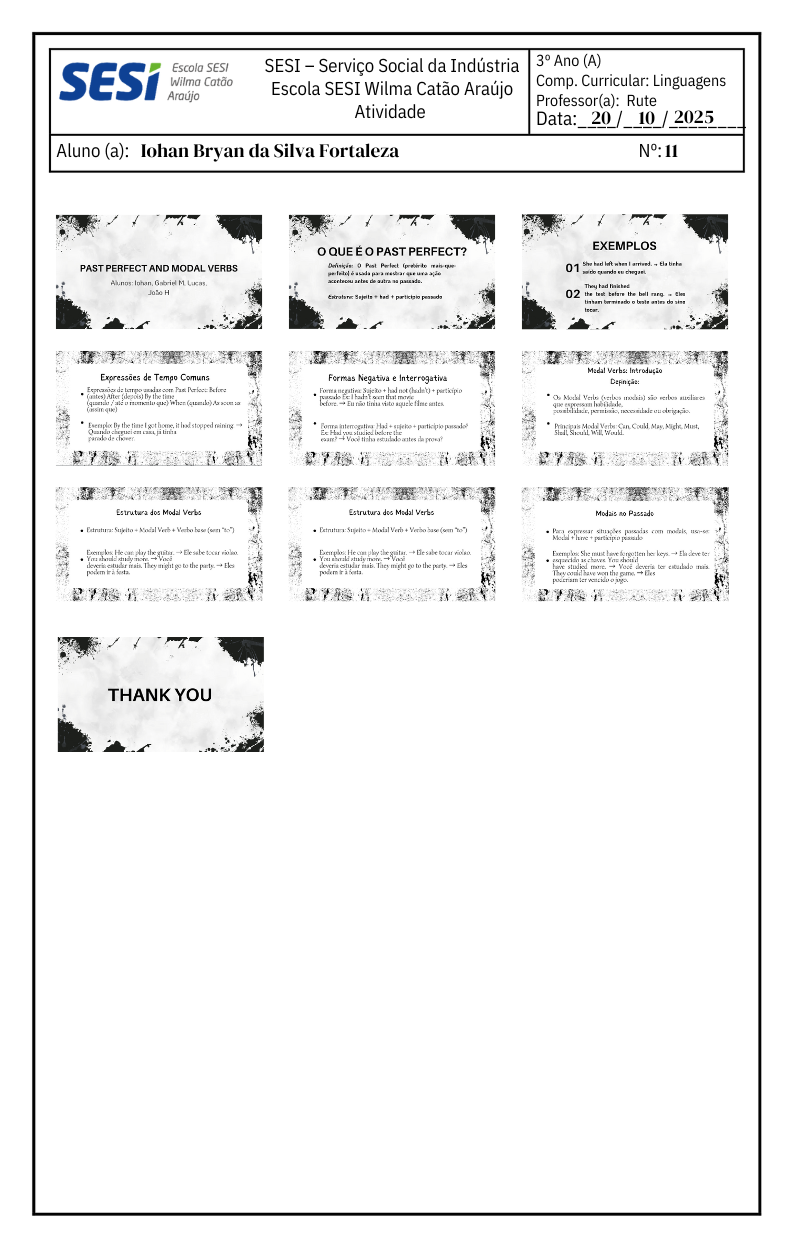 SESI
Escola SESI
Wilma Catão
Araújo
SESI – Serviço Social da Indústria
Escola SESI Wilma Catão Araújo
Atividade
3º Ano (A)
Comp. Curricular: Linguagens
Professor(a): Rute
Data:__20__/__10__/__2025__
Aluno (a): Iohan Bryan da Silva Fortaleza
Nº: 11
PAST PERFECT AND MODAL VERBS
Alunos: Iohan, Gabriel M, Lucas,
João H
O QUE É O PAST PERFECT?
Definição: O Past Perfect (pretérito mais-que-
perfeito) é usado para mostrar que uma ação
aconteceu antes de outra no passado.
Estrutura: Sujeito + had + particípio passado
EXEMPLOS
01 She had left when I arrived. → Ela tinha
saído quando eu cheguei.
02 They had finished
the test before the bell rang. → Eles
tinham terminado o teste antes do sino
tocar.
Expressões de Tempo Comuns
• Expressões de tempo usadas com Past Perfect: Before
(antes) After (depois) By the time
(quando / até o momento que) When (quando) As soon as
(assim que)
• Exemplo: By the time I got home, it had stopped raining →
Quando cheguei em casa, já tinha
parado de chover.
Formas Negativa e Interrogativa
• Forma negativa: Sujeito + had not (hadn't) + particípio
passado Ex: I hadn't seen that movie
before. → Eu não tinha visto aquele filme antes.
• Forma interrogativa: Had + sujeito + particípio passado?
Ex: Had you studied before the
exam? → Você tinha estudado antes da prova?
Modal Verbs: Introdução
Definição:
• Os Modal Verbs (verbos modais) são verbos auxiliares
que expressam habilidade,
possibilidade, permissão, necessidade ou obrigação.
• Principais Modal Verbs: Can, Could, May, Might, Must,
Shall, Should, Will, Would.
Estrutura dos Modal Verbs
• Estrutura: Sujeito + Modal Verb + Verbo base (sem "to")
Exemplos: He can play the guitar. → Ele sabe tocar violão.
• You should study more. → Você
deveria estudar mais. They might go to the party. → Eles
podem ir à festa.
Estrutura dos Modal Verbs
• Estrutura: Sujeito + Modal Verb + Verbo base (sem "to")
Exemplos: He can play the guitar. → Ele sabe tocar violão.
• You should study more. → Você
deveria estudar mais. They might go to the party. → Eles
podem ir à festa.
Modais no Passado
• Para expressar situações passadas com modais, usa-se:
Modal + have + particípio passado
Exemplos: She must have forgotten her keys. → Ela deve ter
• esquecido as chaves. You should
have studied more. → Você deveria ter estudado mais.
They could have won the game. → Eles
poderiam ter vencido o jogo.
THANK YOU